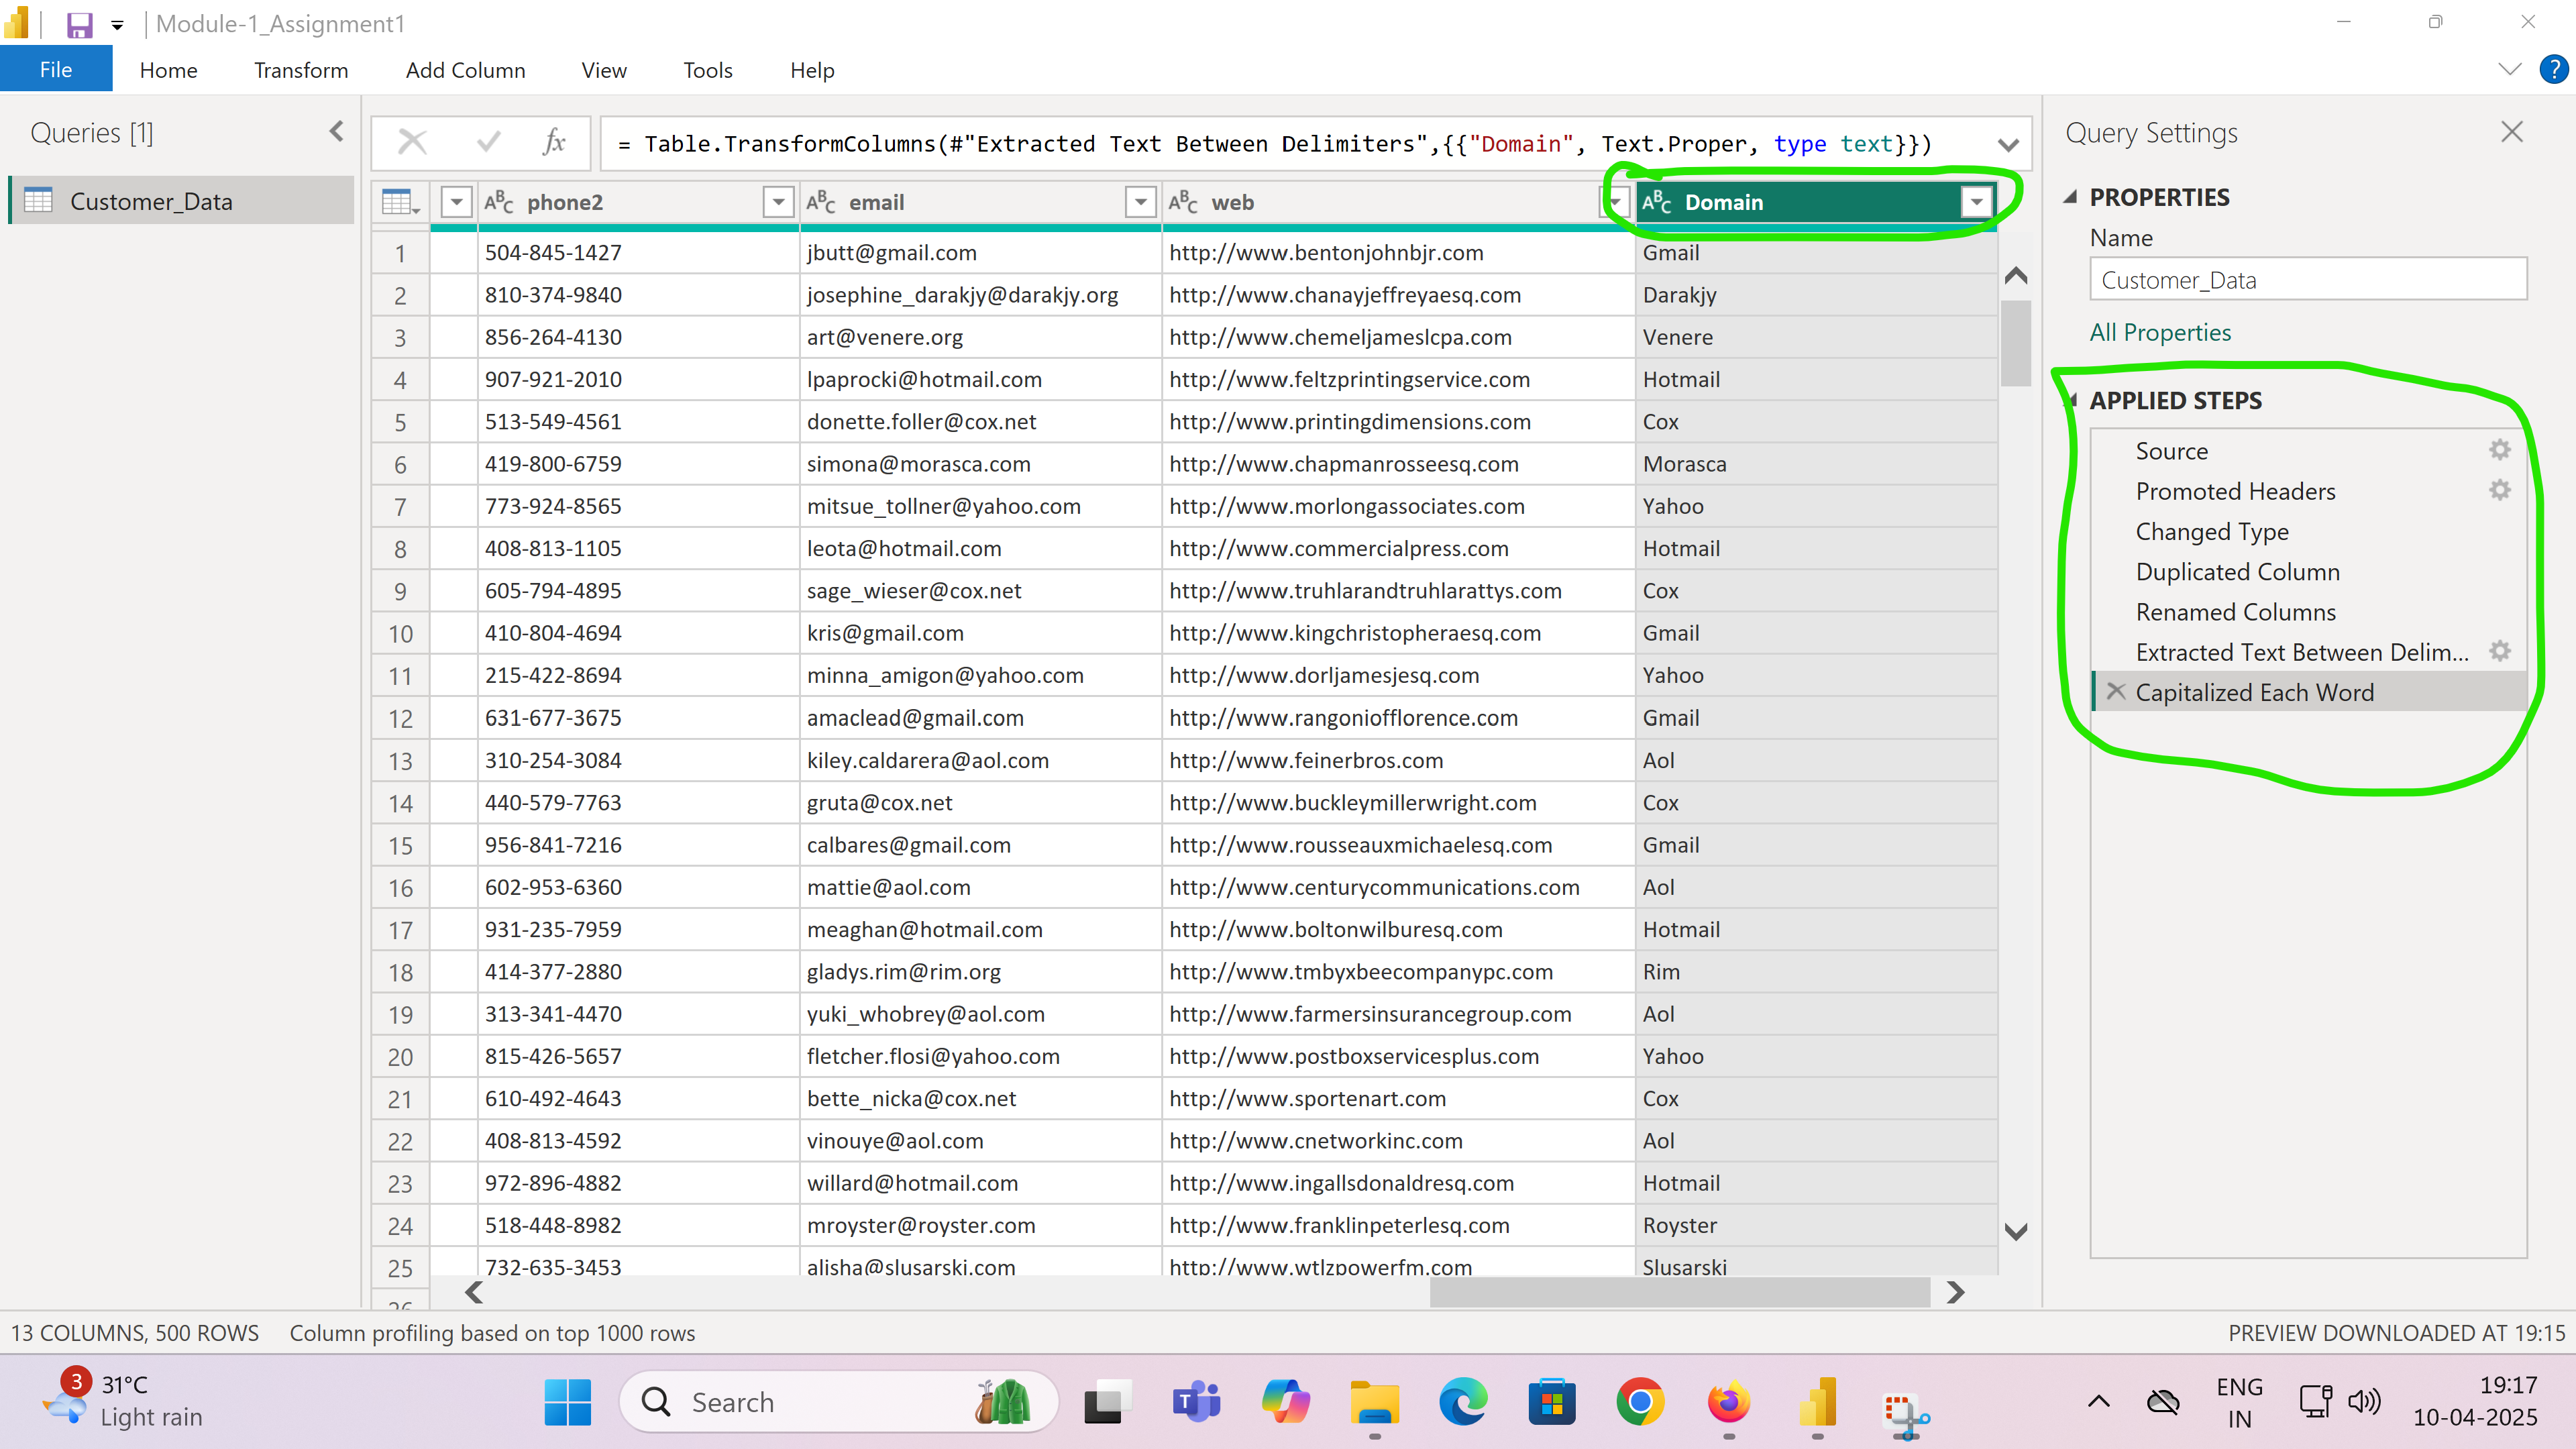 Module-1_Assignment1
File Home Transform Add Column View Tools Help ?
Queries [1]
Customer_Data
fx = Table.TransformColumns(#"Extracted Text Between Delimiters",{{"Domain", Text.Proper, type text}})
ABC phone2 ABC email ABC web ABC Domain
1 504-845-1427 jbutt@gmail.com http://www.bentonjohnbjr.com Gmail
2 810-374-9840 josephine_darakjy@darakjy.org http://www.chanayjeffreyaesq.com Darakjy
3 856-264-4130 art@venere.org http://www.chemeljameslcpa.com Venere
4 907-921-2010 lpaprocki@hotmail.com http://www.feltzprintingservice.com Hotmail
5 513-549-4561 donette.foller@cox.net http://www.printingdimensions.com Cox
6 419-800-6759 simona@morasca.com http://www.chapmanrosseesq.com Morasca
7 773-924-8565 mitsue_tollner@yahoo.com http://www.morlongassociates.com Yahoo
8 408-813-1105 leota@hotmail.com http://www.commercialpress.com Hotmail
9 605-794-4895 sage_wieser@cox.net http://www.truhlarandtruhlarattys.com Cox
10 410-804-4694 kris@gmail.com http://www.kingchristopheraesq.com Gmail
11 215-422-8694 minna_amigon@yahoo.com http://www.dorljamesjesq.com Yahoo
12 631-677-3675 amaclead@gmail.com http://www.rangoniofflorence.com Gmail
13 310-254-3084 kiley.caldarera@aol.com http://www.feinerbros.com Aol
14 440-579-7763 gruta@cox.net http://www.buckleymillerwright.com Cox
15 956-841-7216 calbares@gmail.com http://www.rousseauxmichaelesq.com Gmail
16 602-953-6360 mattie@aol.com http://www.centurycommunications.com Aol
17 931-235-7959 meaghan@hotmail.com http://www.boltonwilburesq.com Hotmail
18 414-377-2880 gladys.rim@rim.org http://www.tmbyxbeecompanypc.com Rim
19 313-341-4470 yuki_whobrey@aol.com http://www.farmersinsurancegroup.com Aol
20 815-426-5657 fletcher.flosi@yahoo.com http://www.postboxservicesplus.com Yahoo
21 610-492-4643 bette_nicka@cox.net http://www.sportenart.com Cox
22 408-813-4592 vinouye@aol.com http://www.cnetworkinc.com Aol
23 972-896-4882 willard@hotmail.com http://www.ingallsdonaldresq.com Hotmail
24 518-448-8982 mroyster@royster.com http://www.franklinpeterlesq.com Royster
25 732-635-3453 alisha@slusarski.com http://www.wtlzpowerfm.com Slusarski
26
Query Settings
PROPERTIES
Name
Customer_Data
All Properties
APPLIED STEPS
Source
Promoted Headers
Changed Type
Duplicated Column
Renamed Columns
Extracted Text Between Delim...
Capitalized Each Word
13 COLUMNS, 500 ROWS Column profiling based on top 1000 rows PREVIEW DOWNLOADED AT 19:15
3 31°C
Light rain
Search
T
ENG
IN
19:17
10-04-2025